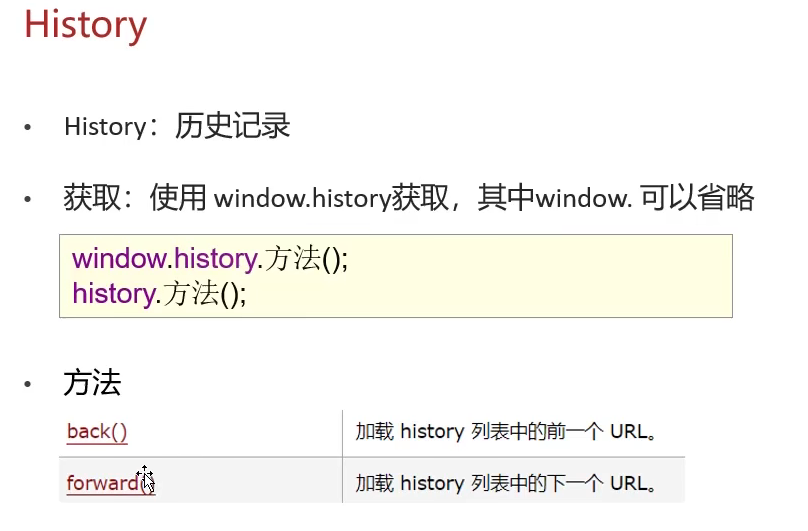 History
• History：历史记录
• 获取：使用 window.history获取，其中window. 可以省略
window.history.方法();
history.方法();
• 方法
back() 加载 history 列表中的前一个 URL。
forward() 加载 history 列表中的下一个 URL。